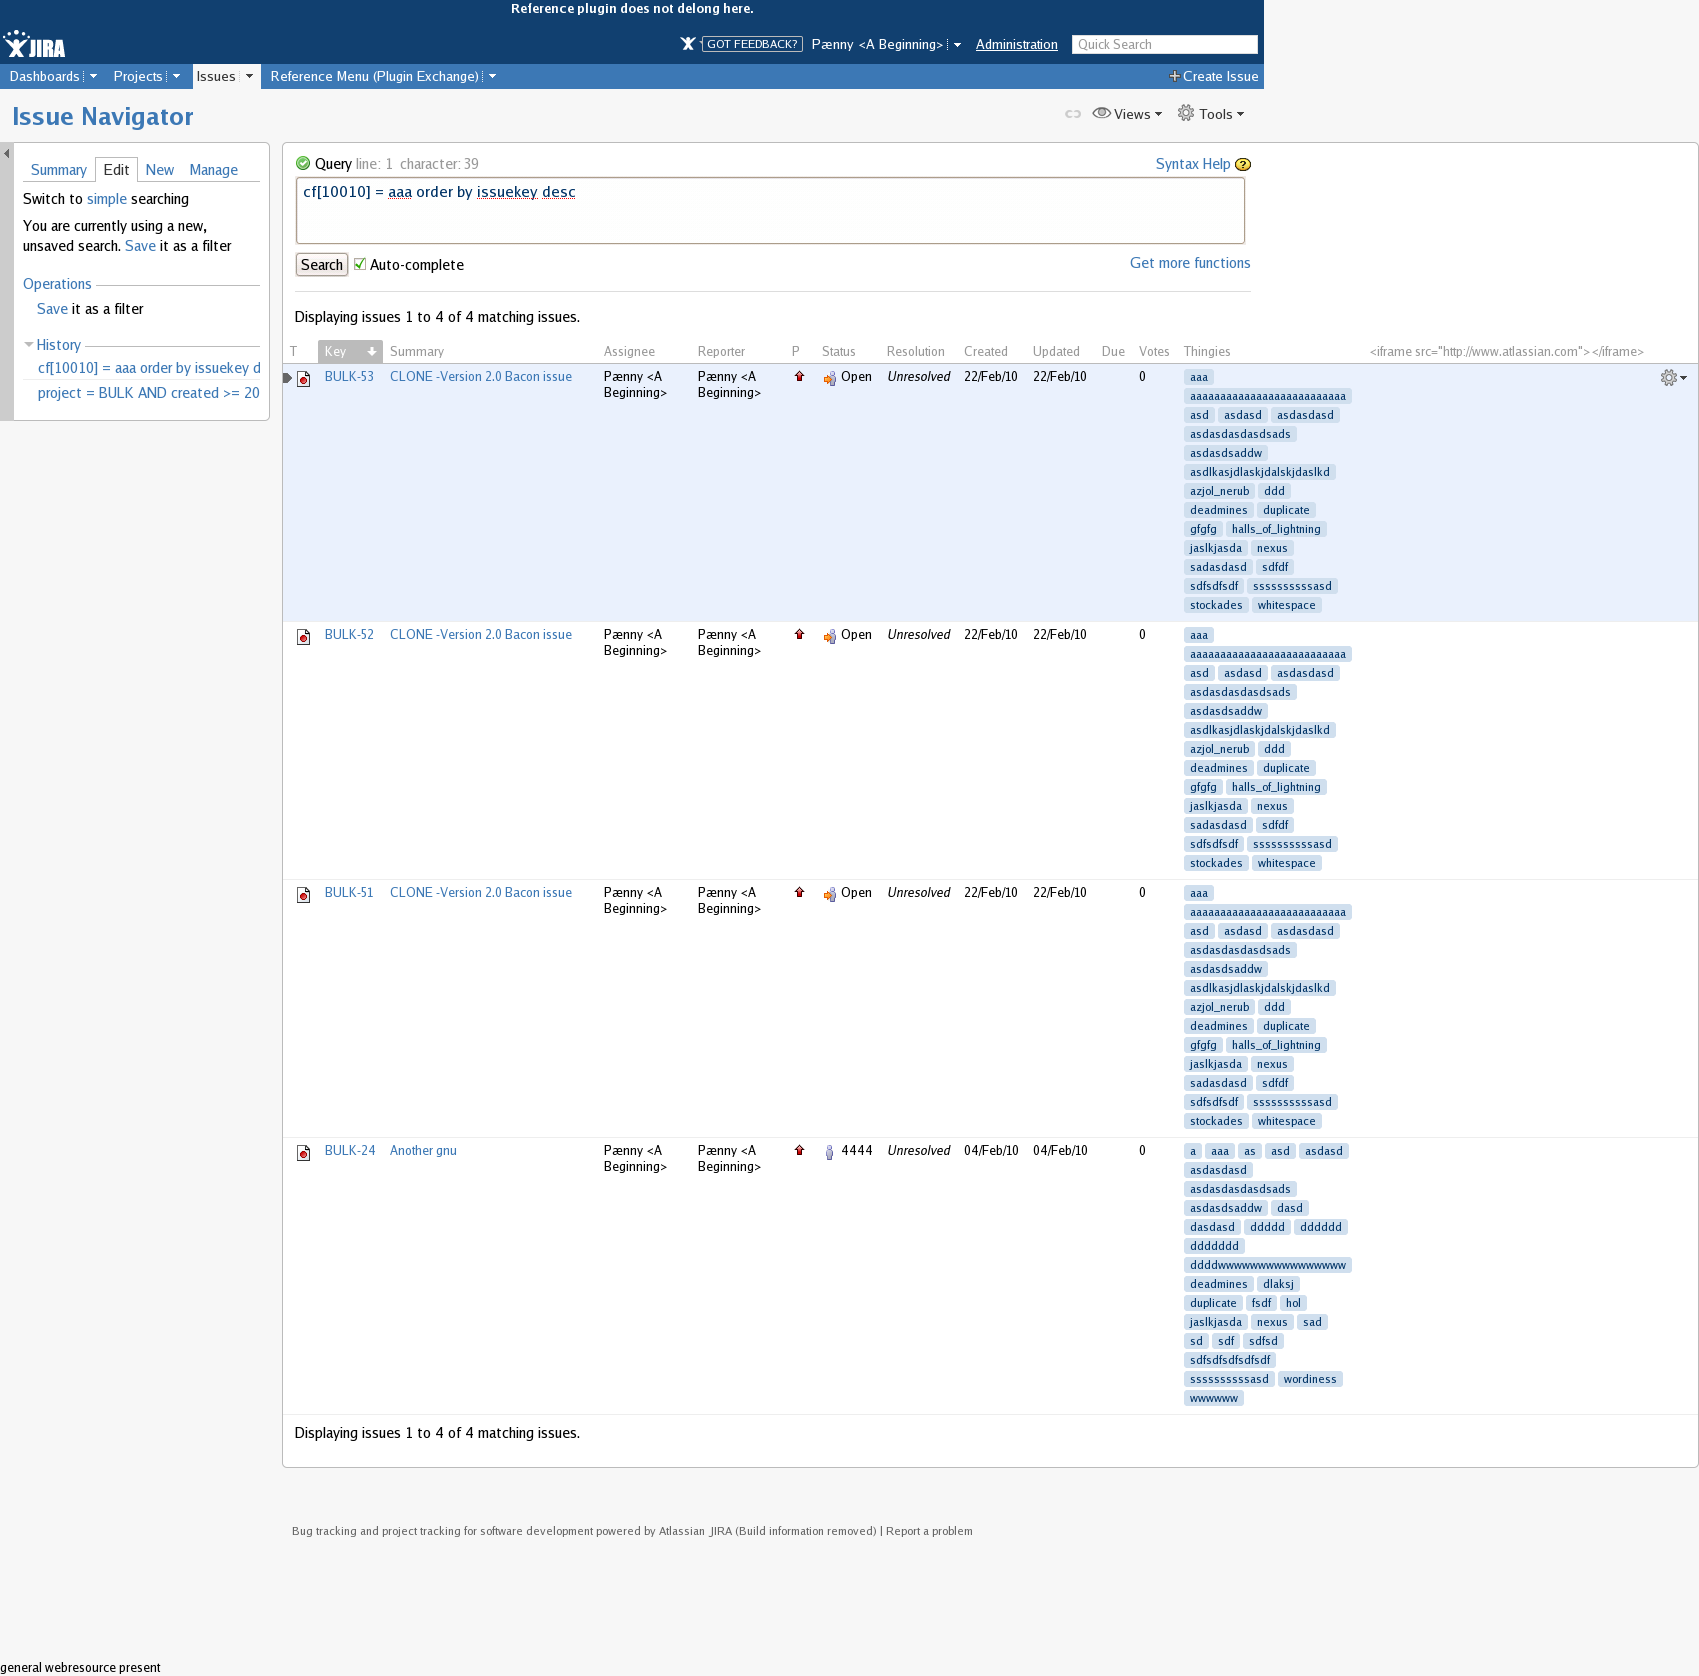 Reference plugin does not delong here.
JIRA
GOT FEEDBACK? Pænny <A Beginning> Administration Quick Search
Dashboards Projects Issues Reference Menu (Plugin Exchange) + Create Issue
Issue Navigator
Views Tools
Summary Edit New Manage
Switch to simple searching
You are currently using a new,
unsaved search. Save it as a filter
Operations
Save it as a filter
History
cf[10010] = aaa order by issuekey d
project = BULK AND created >= 20
Query line: 1 character: 39 Syntax Help ?
cf[10010] = aaa order by issuekey desc
Search Auto-complete Get more functions
Displaying issues 1 to 4 of 4 matching issues.
T Key Summary Assignee Reporter P Status Resolution Created Updated Due Votes Thingies <iframe src="http://www.atlassian.com"></iframe>
BULK-53 CLONE -Version 2.0 Bacon issue Pænny <A Pænny <A Open Unresolved 22/Feb/10 22/Feb/10 0 aaa
Beginning> Beginning> aaaaaaaaaaaaaaaaaaaaaaaaaa
asd asdasd asdasdasd
asdasdasdasdsads
asdasdsaddw
asdlkasjdlaskjdalskjdaslkd
azjol_nerub ddd
deadmines duplicate
gfgfg halls_of_lightning
jaslkjasda nexus
sadasdasd sdfdf
sdfsdfsdf ssssssssssasd
stockades whitespace
BULK-52 CLONE -Version 2.0 Bacon issue Pænny <A Pænny <A Open Unresolved 22/Feb/10 22/Feb/10 0 aaa
Beginning> Beginning> aaaaaaaaaaaaaaaaaaaaaaaaaa
asd asdasd asdasdasd
asdasdasdasdsads
asdasdsaddw
asdlkasjdlaskjdalskjdaslkd
azjol_nerub ddd
deadmines duplicate
gfgfg halls_of_lightning
jaslkjasda nexus
sadasdasd sdfdf
sdfsdfsdf ssssssssssasd
stockades whitespace
BULK-51 CLONE -Version 2.0 Bacon issue Pænny <A Pænny <A Open Unresolved 22/Feb/10 22/Feb/10 0 aaa
Beginning> Beginning> aaaaaaaaaaaaaaaaaaaaaaaaaa
asd asdasd asdasdasd
asdasdasdasdsads
asdasdsaddw
asdlkasjdlaskjdalskjdaslkd
azjol_nerub ddd
deadmines duplicate
gfgfg halls_of_lightning
jaslkjasda nexus
sadasdasd sdfdf
sdfsdfsdf ssssssssssasd
stockades whitespace
BULK-24 Another gnu Pænny <A Pænny <A 4444 Unresolved 04/Feb/10 04/Feb/10 0 a aaa as asd asdasd
Beginning> Beginning> asdasdasd
asdasdasdasdsads
asdasdsaddw dasd
dasdasd ddddd dddddd
ddddddd
ddddwwwwwwwwwwwwwwww
deadmines dlaksj
duplicate fsdf hol
jaslkjasda nexus sad
sd sdf sdfsd
sdfsdfsdfsdfsdf
ssssssssssasd wordiness
wwwwww
Displaying issues 1 to 4 of 4 matching issues.
Bug tracking and project tracking for software development powered by Atlassian JIRA (Build information removed) | Report a problem
general webresource present